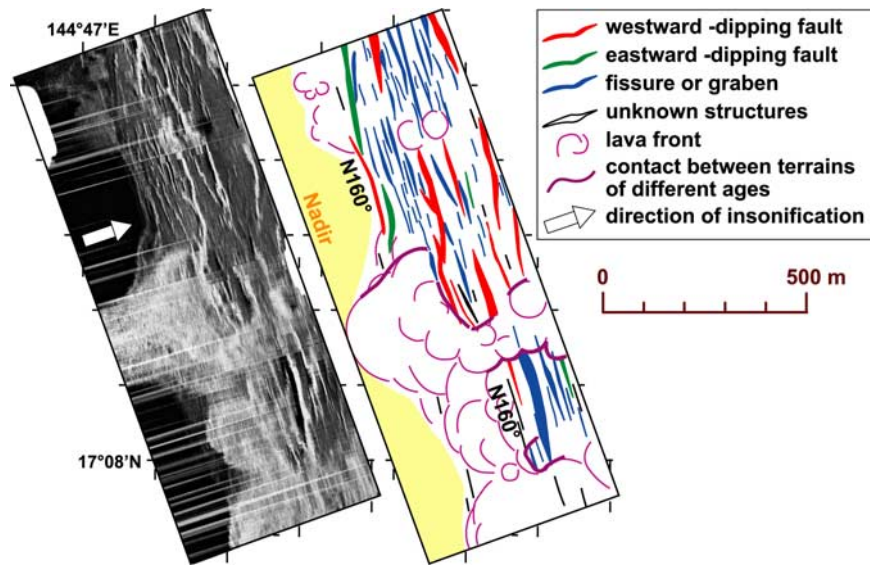 144°47'E
17°08'N
N160°
Nadir
N160°
westward -dipping fault
eastward -dipping fault
fissure or graben
unknown structures
lava front
contact between terrains
of different ages
direction of insonification
0 500 m